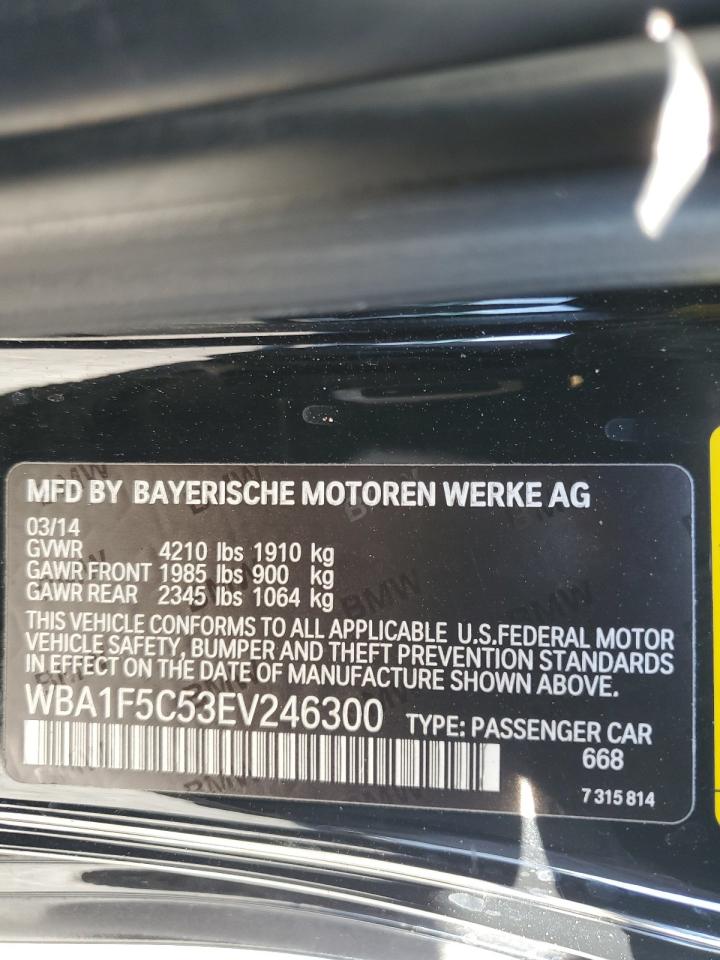 MFD BY BAYERISCHE MOTOREN WERKE AG
03/14
GVWR 4210 lbs 1910 kg
GAWR FRONT 1985 lbs 900 kg
GAWR REAR 2345 lbs 1064 kg
THIS VEHICLE CONFORMS TO ALL APPLICABLE U.S.FEDERAL MOTOR
VEHICLE SAFETY, BUMPER AND THEFT PREVENTION STANDARDS
IN EFFECT ON THE DATE OF MANUFACTURE SHOWN ABOVE.
WBA1F5C53EV246300 TYPE: PASSENGER CAR
668
7 315 814